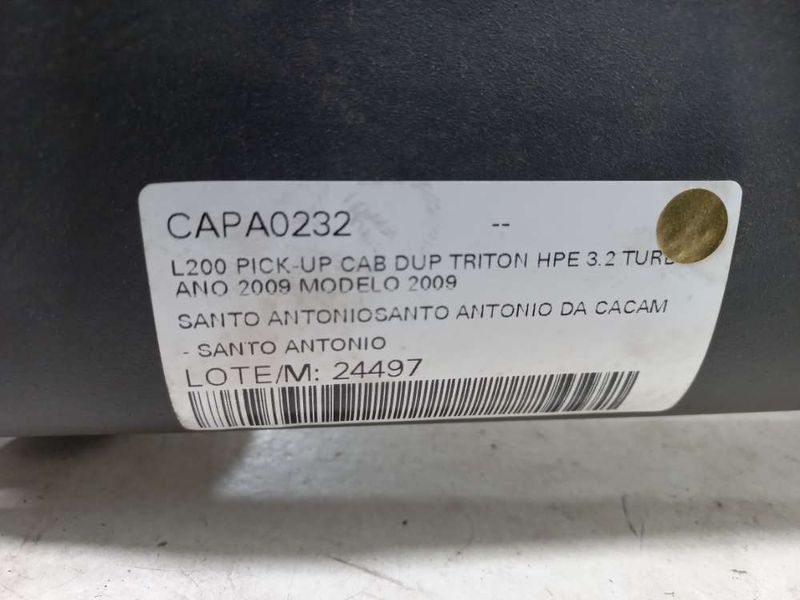 CAPA0232 --
L200 PICK-UP CAB DUP TRITON HPE 3.2 TURB
ANO 2009 MODELO 2009
SANTO ANTONIOSANTO ANTONIO DA CACAM
- SANTO ANTONIO
LOTE/M: 24497